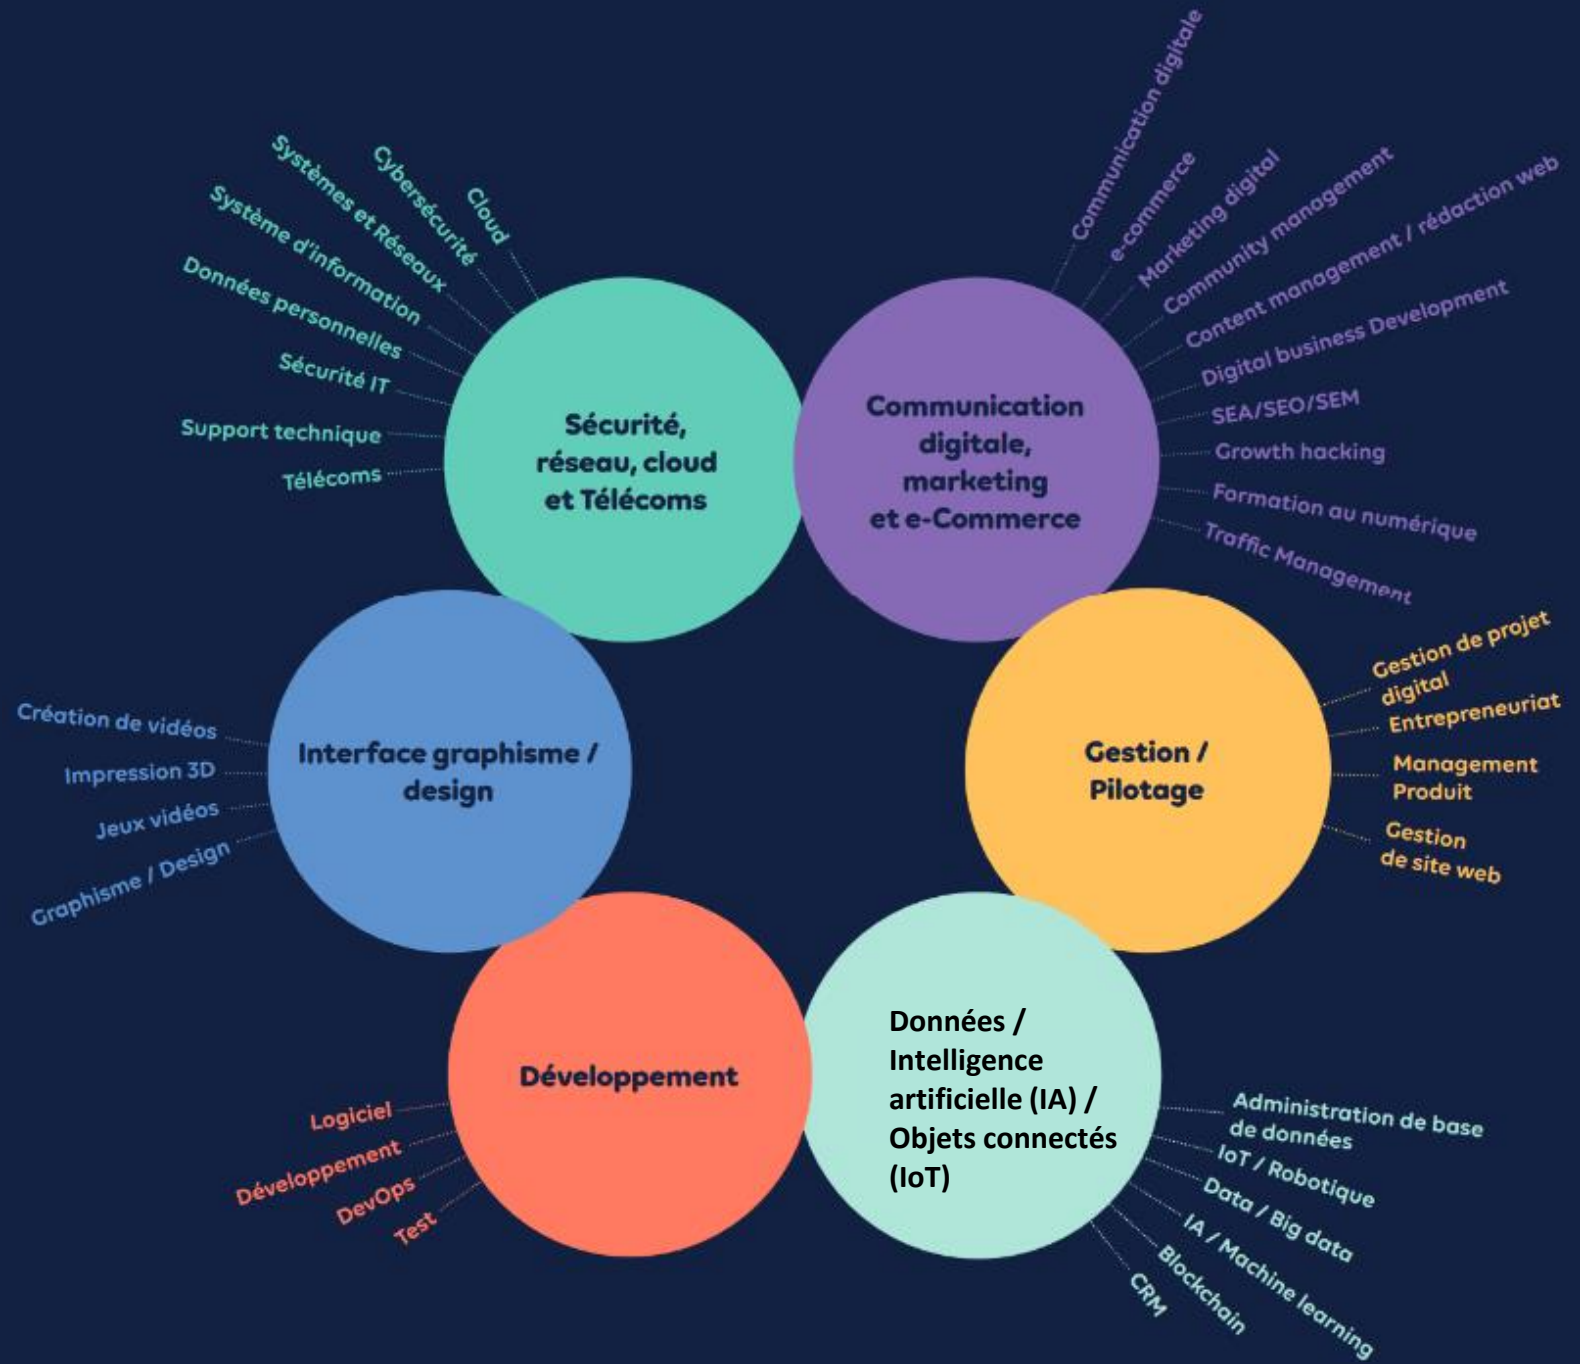 Cloud
Cybersécurité
Systèmes et Réseaux
Système d'information
Données personnelles
Sécurité IT
Support technique
Télécoms
Sécurité,
réseau, cloud
et Télécoms
Communication digitale
e-commerce
Marketing digital
Community management
Content management / rédaction web
Digital business Development
SEA/SEO/SEM
Growth hacking
Formation au numérique
Traffic Management
Communication
digitale,
marketing
et e-Commerce
Création de vidéos
Impression 3D
Jeux vidéos
Graphisme / Design
Interface graphisme /
design
Gestion /
Pilotage
Gestion de projet
digital
Entrepreneuriat
Management
Produit
Gestion
de site web
Développement
Logiciel
Développement
DevOps
Test
Données /
Intelligence
artificielle (IA) /
Objets connectés
(IoT)
Administration de base
de données
IoT / Robotique
Data / Big data
IA / Machine learning
Blockchain
CRM